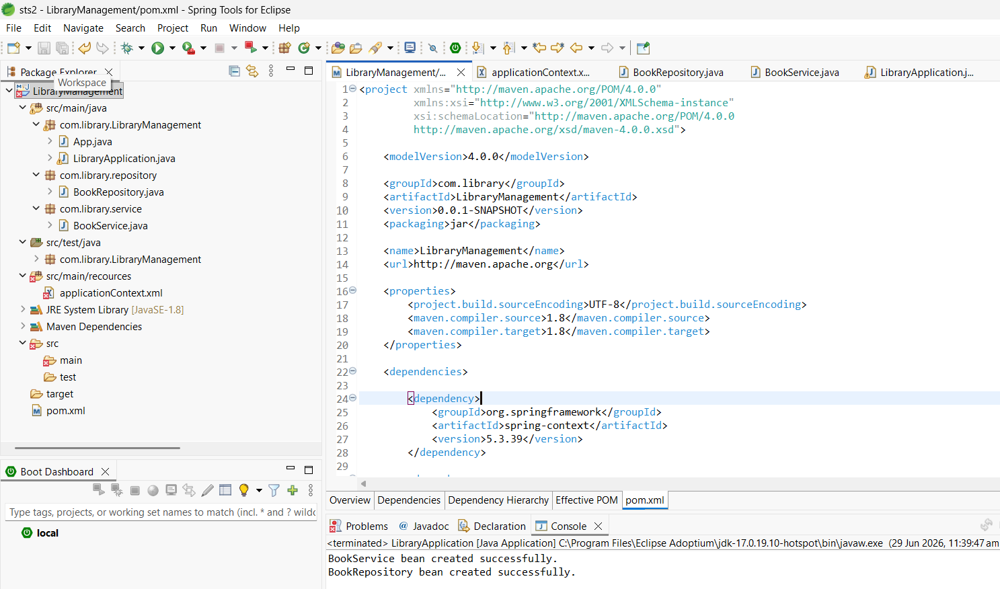 sts2 - LibraryManagement/pom.xml - Spring Tools for Eclipse
File Edit Navigate Search Project Run Window Help
Package Explorer
Workspace
LibraryManagement
src/main/java
com.library.LibraryManagement
App.java
LibraryApplication.java
com.library.repository
BookRepository.java
com.library.service
BookService.java
src/test/java
com.library.LibraryManagement
src/main/recources
applicationContext.xml
JRE System Library [JavaSE-1.8]
Maven Dependencies
src
main
test
target
pom.xml
Boot Dashboard
Type tags, projects, or working set names to match (incl. * and ? wildc
local
LibraryManagement/... applicationContext.x... BookRepository.java BookService.java LibraryApplication.j...
1 <project xmlns="http://maven.apache.org/POM/4.0.0"
2 xmlns:xsi="http://www.w3.org/2001/XMLSchema-instance"
3 xsi:schemaLocation="http://maven.apache.org/POM/4.0.0
4 http://maven.apache.org/xsd/maven-4.0.0.xsd">
5
6 <modelVersion>4.0.0</modelVersion>
7
8 <groupId>com.library</groupId>
9 <artifactId>LibraryManagement</artifactId>
10 <version>0.0.1-SNAPSHOT</version>
11 <packaging>jar</packaging>
12
13 <name>LibraryManagement</name>
14 <url>http://maven.apache.org</url>
15
16 <properties>
17 <project.build.sourceEncoding>UTF-8</project.build.sourceEncoding>
18 <maven.compiler.source>1.8</maven.compiler.source>
19 <maven.compiler.target>1.8</maven.compiler.target>
20 </properties>
21
22 <dependencies>
23
24 <dependency>
25 <groupId>org.springframework</groupId>
26 <artifactId>spring-context</artifactId>
27 <version>5.3.39</version>
28 </dependency>
29
Overview Dependencies Dependency Hierarchy Effective POM pom.xml
Problems @ Javadoc Declaration Console
<terminated> LibraryApplication [Java Application] C:\Program Files\Eclipse Adoptium\jdk-17.0.19.10-hotspot\bin\javaw.exe (29 Jun 2026, 11:39:47 am
BookService bean created successfully.
BookRepository bean created successfully.